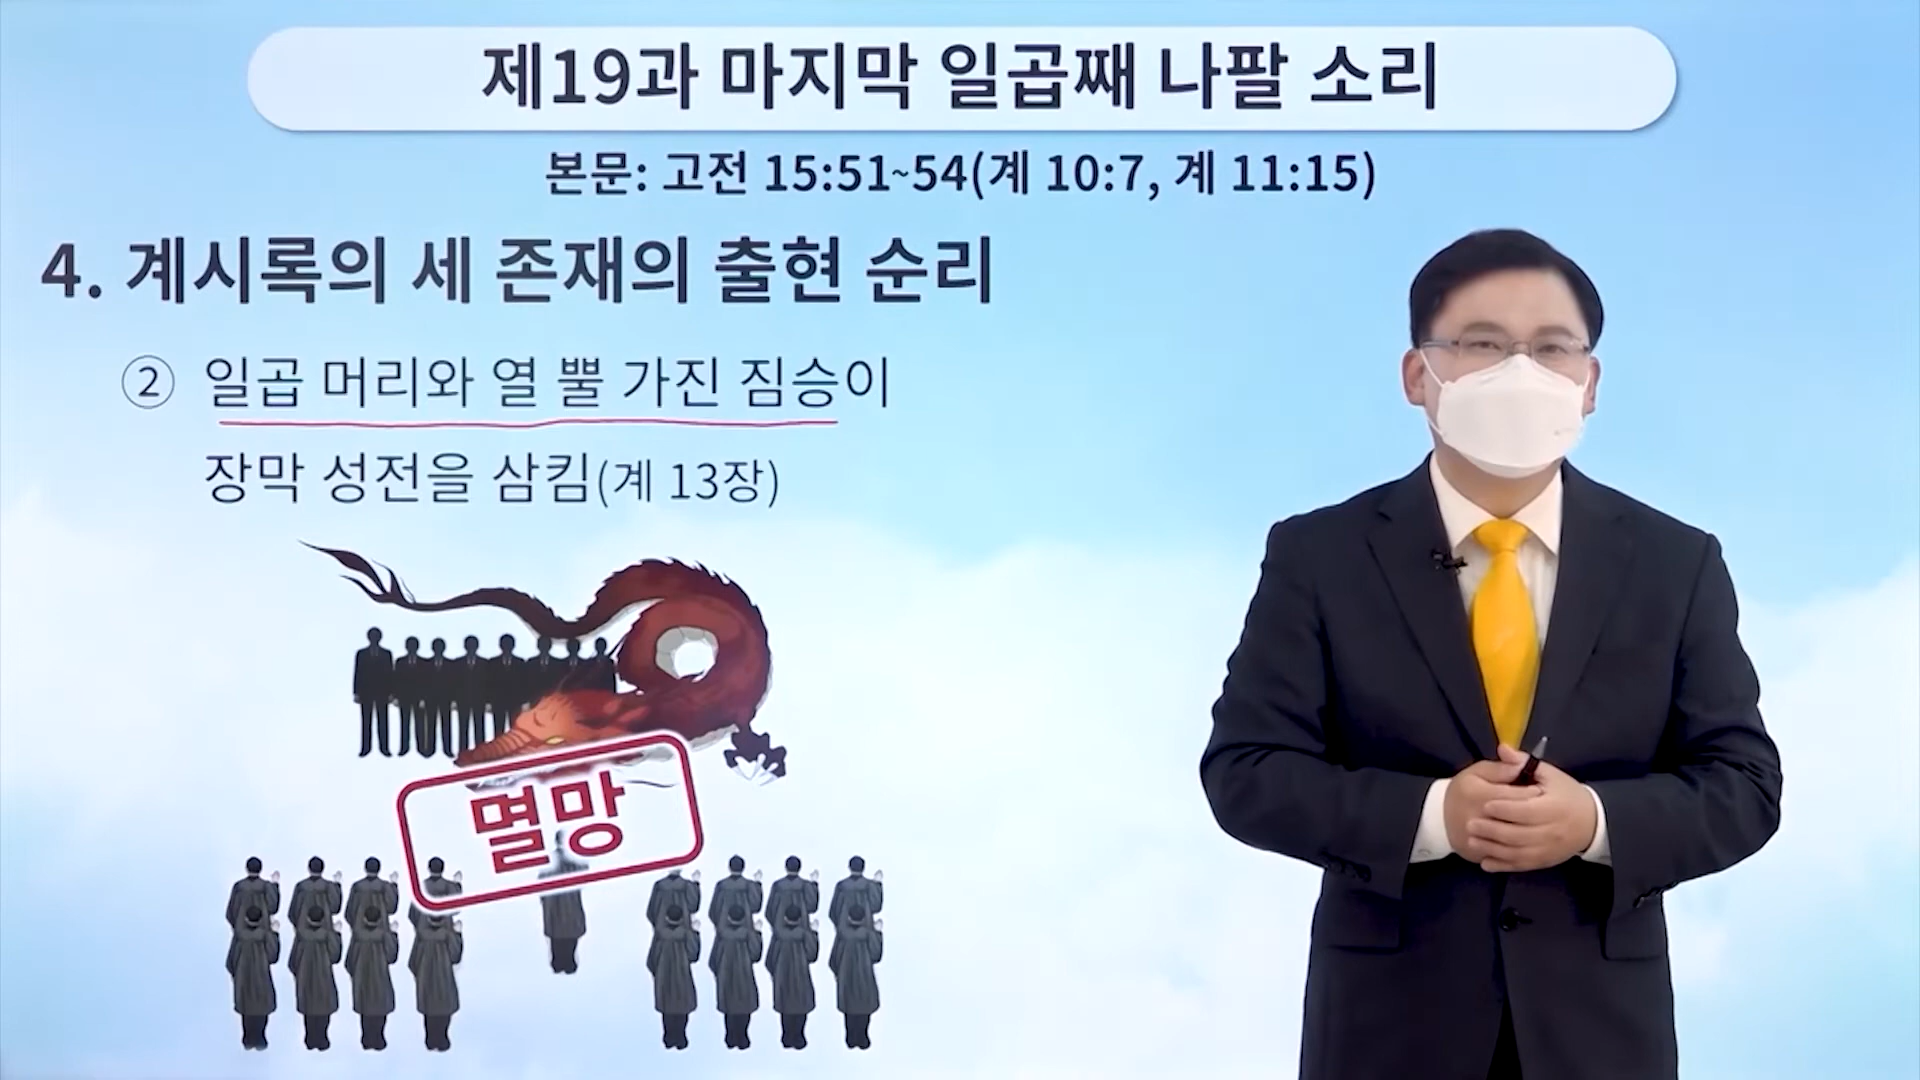 제19과 마지막 일곱째 나팔 소리
본문: 고전 15:51~54(계 10:7, 계 11:15)
4. 계시록의 세 존재의 출현 순리
② 일곱 머리와 열 뿔 가진 짐승이
장막 성전을 삼킴(계 13장)
멸망